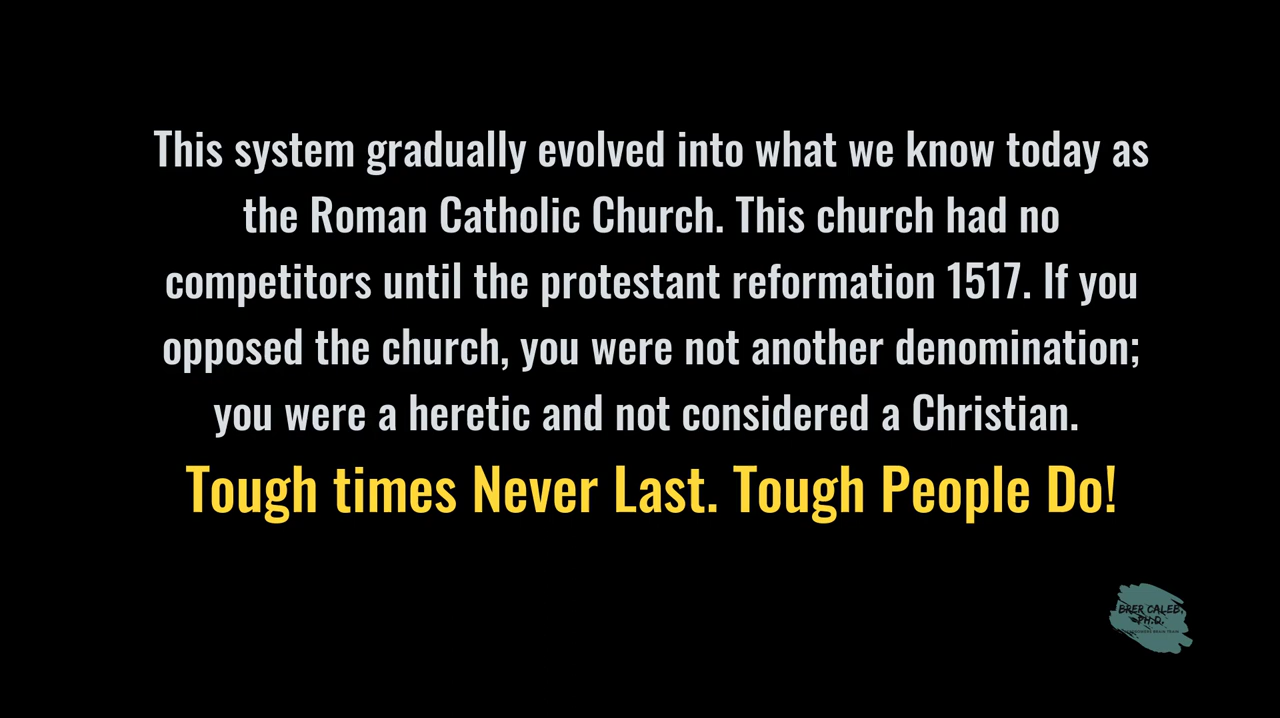 This system gradually evolved into what we know today as
the Roman Catholic Church. This church had no
competitors until the protestant reformation 1517. If you
opposed the church, you were not another denomination;
you were a heretic and not considered a Christian.
Tough times Never Last. Tough People Do!
BRER CALEB,
PH.D.